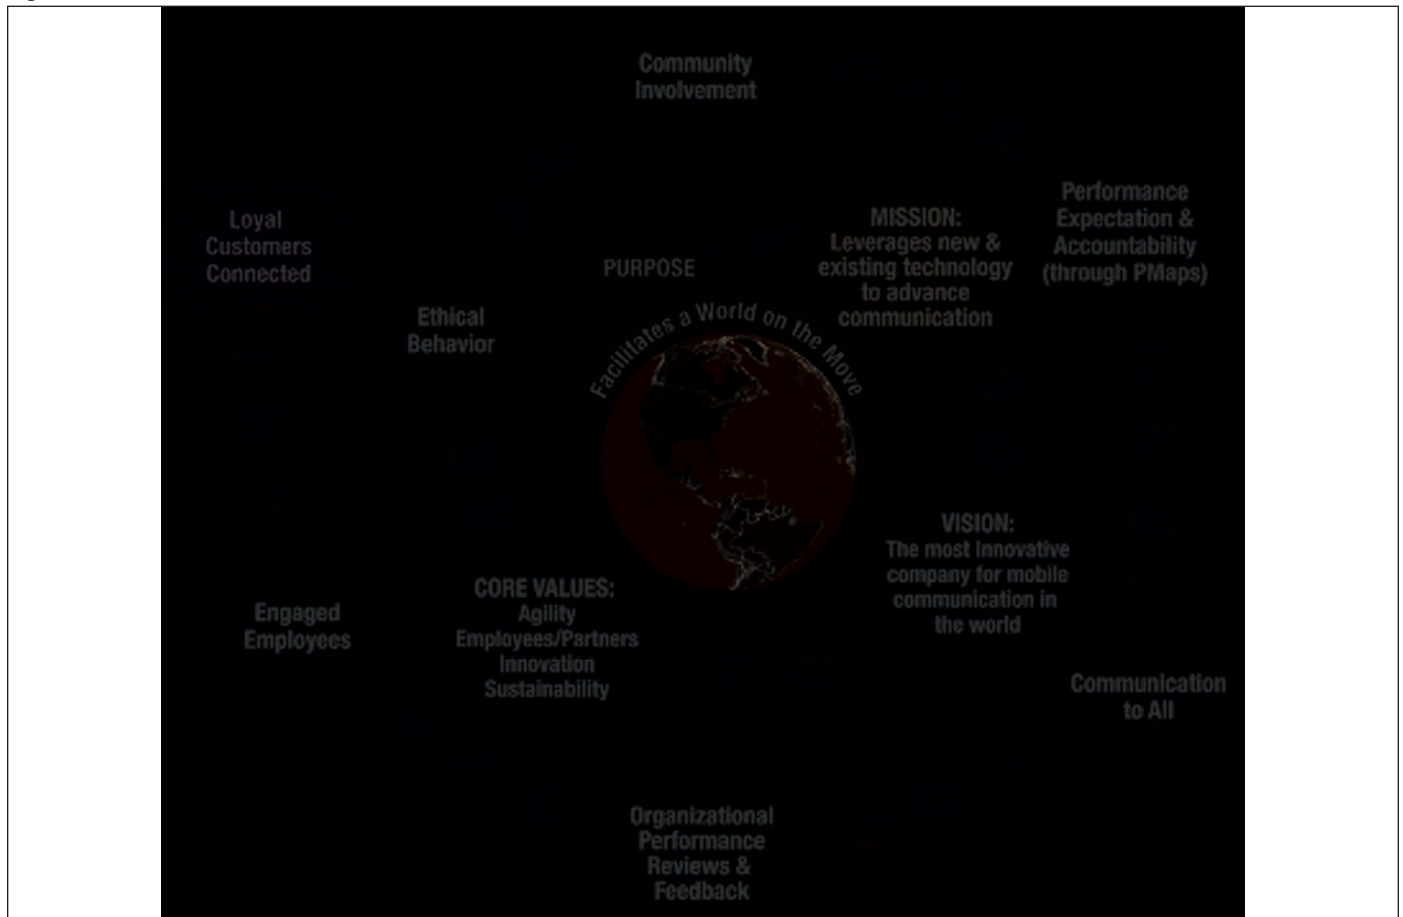 Community
Involvement
Loyal
Customers
Connected
Performance
Expectation &
Accountability
(through PMaps)
MISSION:
Leverages new &
existing technology
to advance
communication
PURPOSE
Facilitates a World on the Move
Ethical
Behavior
VISION:
The most Innovative
company for mobile
communication in
the world
CORE VALUES:
Agility
Employees/Partners
Innovation
Sustainability
Engaged
Employees
Communication
to All
Organizational
Performance
Reviews &
Feedback